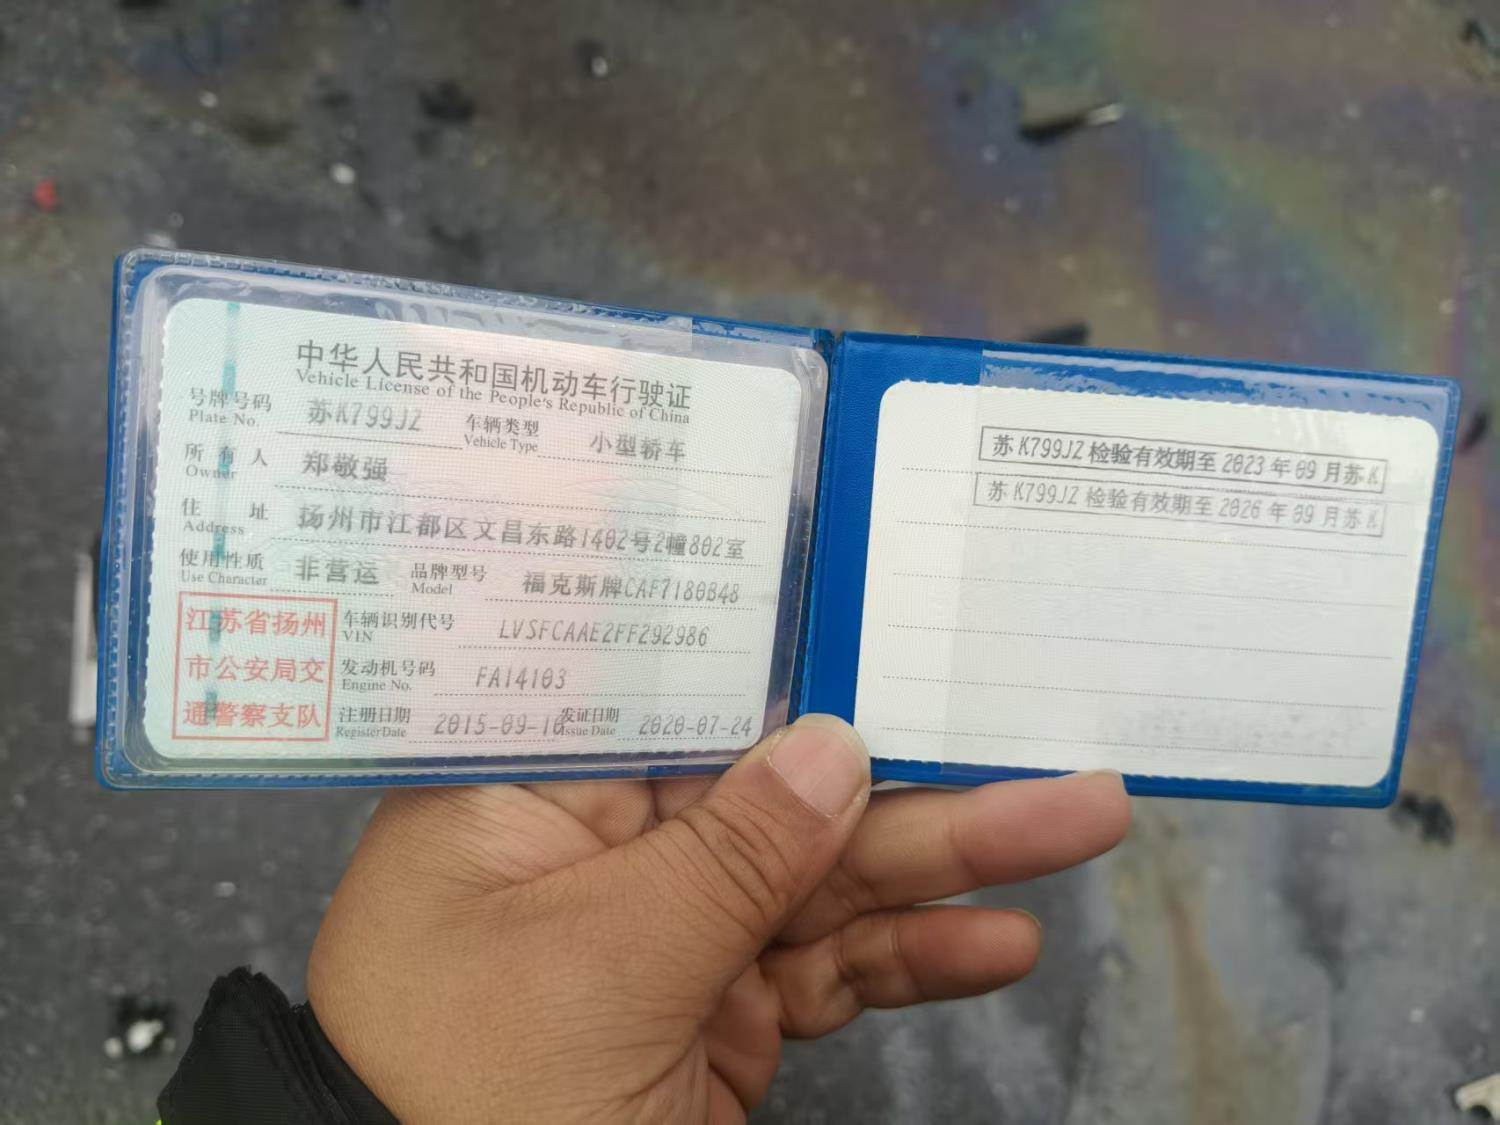 中华人民共和国机动车行驶证
Vehicle License of the People's Republic of China
号牌号码 苏K799JZ 车辆类型 小型轿车
Plate No. Vehicle Type
所有人 郑敬强
Owner
住址 扬州市江都区文昌东路1402号2幢802室
Address
使用性质 非营运 品牌型号 福克斯牌CAF7180B48
Use Character Model
江苏省扬州
市公安局交
通警察支队
车辆识别代号 LVSFCAAE2FF292986
VIN
发动机号码 FA14103
Engine No.
注册日期 2015-09-16 发证日期 2020-07-24
Register Date Issue Date
苏K799JZ 检验有效期至 2023 年 09 月苏K
苏K799JZ 检验有效期至 2026 年 09 月苏K